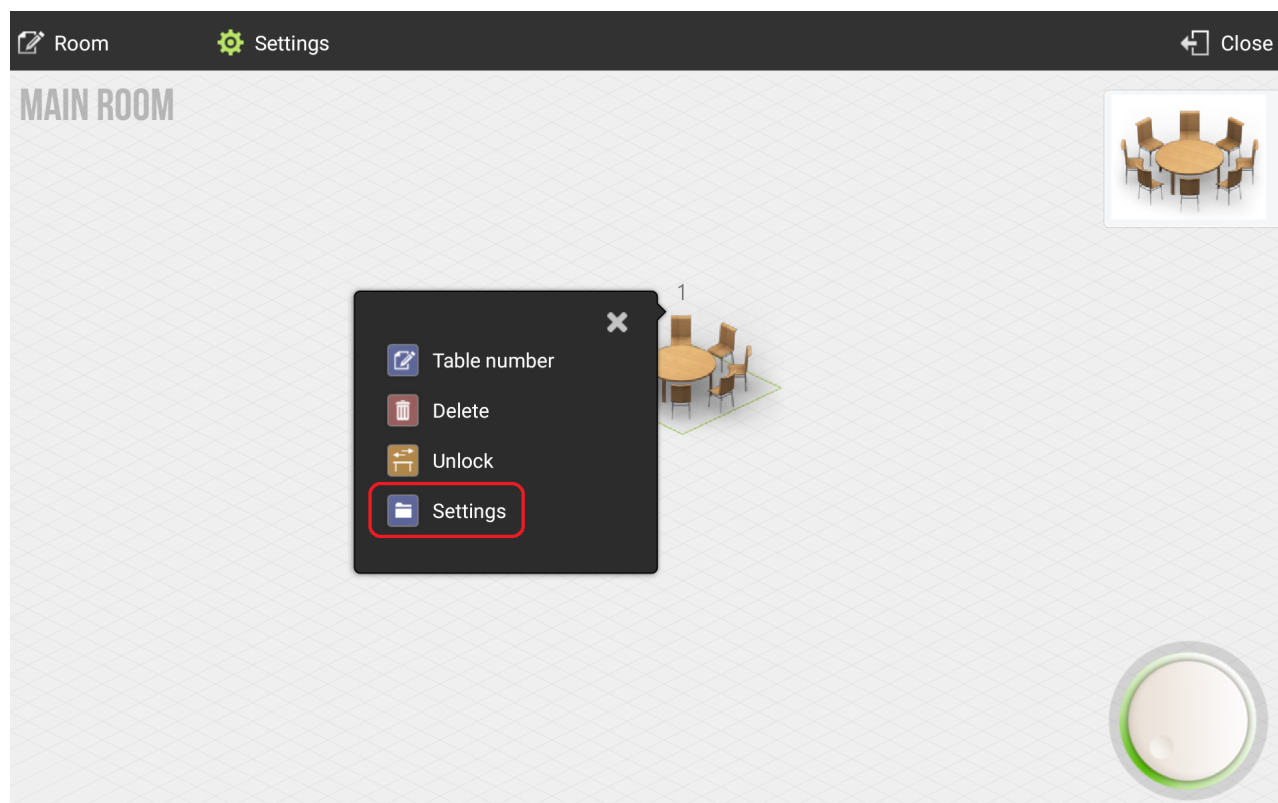 Room
Settings
Close
MAIN ROOM
1
Table number
Delete
Unlock
Settings